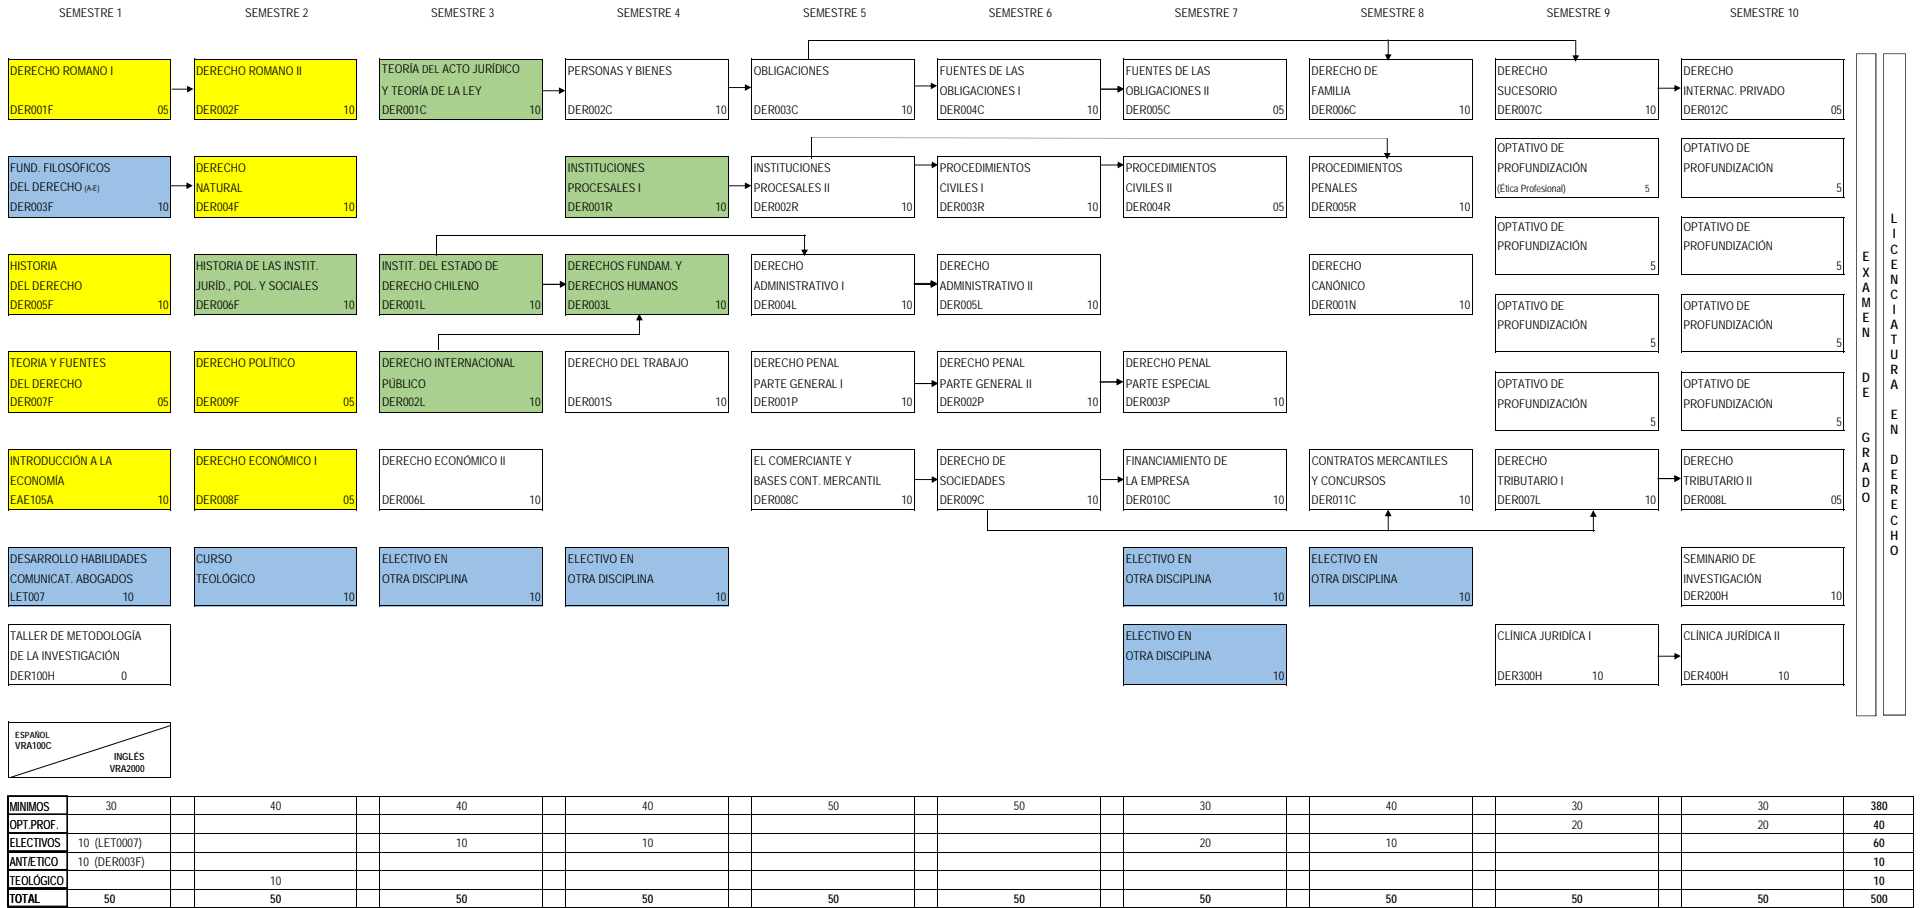 SEMESTRE 1 SEMESTRE 2 SEMESTRE 3 SEMESTRE 4 SEMESTRE 5 SEMESTRE 6 SEMESTRE 7 SEMESTRE 8 SEMESTRE 9 SEMESTRE 10
DERECHO ROMANO I
DER001F 05
DERECHO ROMANO II
DER002F 10
TEORÍA DEL ACTO JURÍDICO
Y TEORÍA DE LA LEY
DER001C 10
PERSONAS Y BIENES
DER002C 10
OBLIGACIONES
DER003C 10
FUENTES DE LAS
OBLIGACIONES I
DER004C 10
FUENTES DE LAS
OBLIGACIONES II
DER005C 05
DERECHO DE
FAMILIA
DER006C 10
DERECHO
SUCESORIO
DER007C 10
DERECHO
INTERNAC. PRIVADO
DER012C 05
FUND. FILOSÓFICOS
DEL DERECHO (A-E)
DER003F 10
DERECHO
NATURAL
DER004F 10
INSTITUCIONES
PROCESALES I
DER001R 10
INSTITUCIONES
PROCESALES II
DER002R 10
PROCEDIMIENTOS
CIVILES I
DER003R 10
PROCEDIMIENTOS
CIVILES II
DER004R 05
PROCEDIMIENTOS
PENALES
DER005R 10
OPTATIVO DE
PROFUNDIZACIÓN
(Ética Profesional) 5
OPTATIVO DE
PROFUNDIZACIÓN
5
OPTATIVO DE
PROFUNDIZACIÓN
5
OPTATIVO DE
PROFUNDIZACIÓN
5
HISTORIA
DEL DERECHO
DER005F 10
HISTORIA DE LAS INSTIT.
JURÍD., POL. Y SOCIALES
DER006F 10
INSTIT. DEL ESTADO DE
DERECHO CHILENO
DER001L 10
DERECHOS FUNDAM. Y
DERECHOS HUMANOS
DER003L 10
DERECHO
ADMINISTRATIVO I
DER004L 10
DERECHO
ADMINISTRATIVO II
DER005L 10
DERECHO
CANÓNICO
DER001N 10
OPTATIVO DE
PROFUNDIZACIÓN
5
OPTATIVO DE
PROFUNDIZACIÓN
5
TEORIA Y FUENTES
DEL DERECHO
DER007F 05
DERECHO POLÍTICO
DER009F 05
DERECHO INTERNACIONAL
PÚBLICO
DER002L 10
DERECHO DEL TRABAJO
DER001S 10
DERECHO PENAL
PARTE GENERAL I
DER001P 10
DERECHO PENAL
PARTE GENERAL II
DER002P 10
DERECHO PENAL
PARTE ESPECIAL
DER003P 10
OPTATIVO DE
PROFUNDIZACIÓN
5
OPTATIVO DE
PROFUNDIZACIÓN
5
INTRODUCCIÓN A LA
ECONOMÍA
EAE105A 10
DERECHO ECONÓMICO I
DER008F 05
DERECHO ECONÓMICO II
DER006L 10
EL COMERCIANTE Y
BASES CONT. MERCANTIL
DER008C 10
DERECHO DE
SOCIEDADES
DER009C 10
FINANCIAMIENTO DE
LA EMPRESA
DER010C 10
CONTRATOS MERCANTILES
Y CONCURSOS
DER011C 10
DERECHO
TRIBUTARIO I
DER007L 10
DERECHO
TRIBUTARIO II
DER008L 05
DESARROLLO HABILIDADES
COMUNICAT. ABOGADOS
LET007 10
CURSO
TEOLÓGICO
10
ELECTIVO EN
OTRA DISCIPLINA
10
ELECTIVO EN
OTRA DISCIPLINA
10
ELECTIVO EN
OTRA DISCIPLINA
10
ELECTIVO EN
OTRA DISCIPLINA
10
SEMINARIO DE
INVESTIGACIÓN
DER200H 10
TALLER DE METODOLOGÍA
DE LA INVESTIGACIÓN
DER100H 0
ELECTIVO EN
OTRA DISCIPLINA
10
CLÍNICA JURIDÍCA I
DER300H 10
CLÍNICA JURÍDICA II
DER400H 10
EXAMEN DE GRADO
LICENCIATURA EN DERECHO
ESPAÑOL
VRA100C
INGLÉS
VRA2000
MINIMOS 30 40 40 40 50 50 30 40 30 30 380
OPT.PROF. 20 20 40
ELECTIVOS 10 (LET0007) 10 10 20 10 60
ANT/ETICO 10 (DER003F) 10
TEOLÓGICO 10 10
TOTAL 50 50 50 50 50 50 50 50 50 50 500